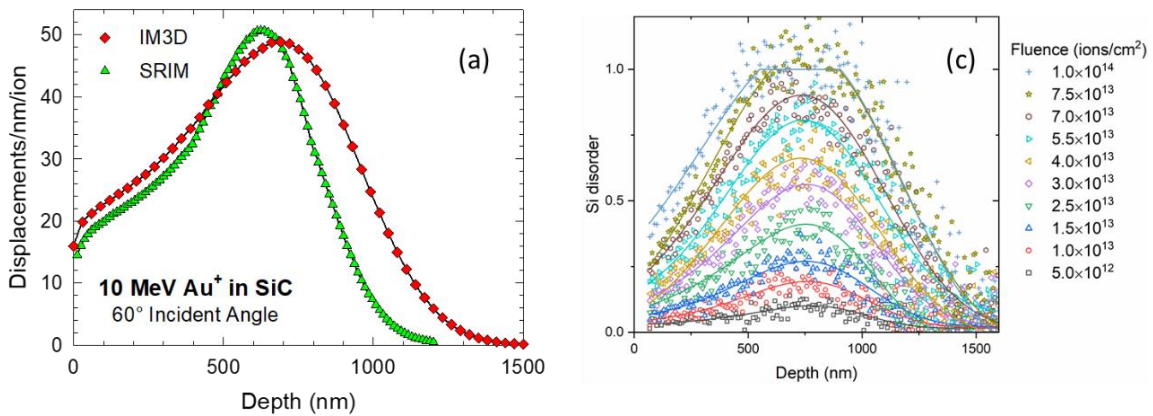 50
40
30
20
10
0
Displacements/nm/ion
IM3D
SRIM
(a)
10 MeV Au⁺ in SiC
60° Incident Angle
0 500 1000 1500
Depth (nm)
1.0
0.5
0.0
Si disorder
(c)
0 500 1000 1500
Depth (nm)
Fluence (ions/cm²)
1.0×10¹⁴
7.5×10¹³
7.0×10¹³
5.5×10¹³
4.0×10¹³
3.0×10¹³
2.5×10¹³
1.5×10¹³
1.0×10¹³
5.0×10¹²